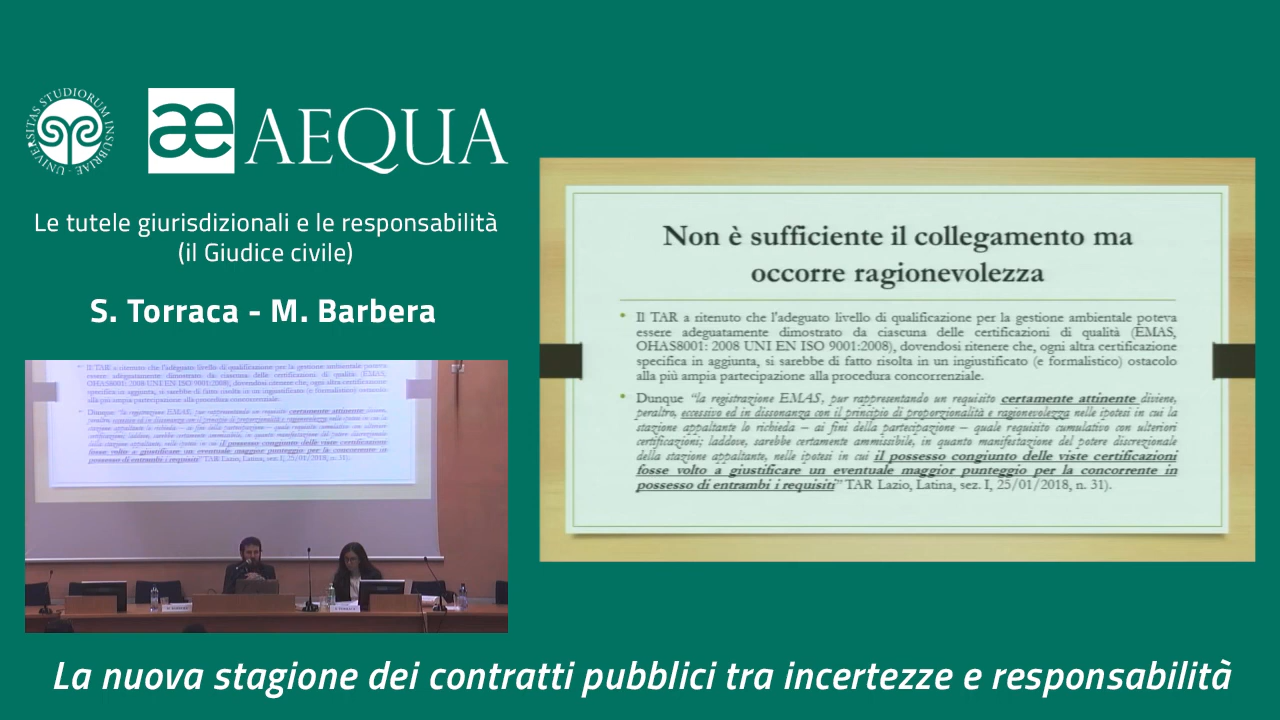 UNIVERSITAS STUDIORUM INSUBRIAE
æ AEQUA
Le tutele giurisdizionali e le responsabilità
(il Giudice civile)
S. Torraca - M. Barbera
Non è sufficiente il collegamento ma
occorre ragionevolezza
• Il TAR a ritenuto che l'adeguato livello di qualificazione per la gestione ambientale poteva
essere adeguatamente dimostrato da ciascuna delle certificazioni di qualità (EMAS,
OHAS8001: 2008 UNI EN ISO 9001:2008), dovendosi ritenere che, ogni altra certificazione
specifica in aggiunta, si sarebbe di fatto risolta in un ingiustificato (e formalistico) ostacolo
alla più ampia partecipazione alla procedura concorrenziale.
• Dunque “la registrazione EMAS, pur rappresentando un requisito certamente attinente diviene,
peraltro, eccessivo ed in dissonanza con il principio di proporzionalità e ragionevolezza nelle ipotesi in cui la
stazione appaltante lo richieda – ai fini della partecipazione – quale requisito cumulativo con ulteriori
certificazioni; laddove, sarebbe certamente ammissibile, in quanto manifestazione del potere discrezionale
della stazione appaltante, nelle ipotesi in cui il possesso congiunto delle viste certificazioni
fosse volto a giustificare un eventuale maggior punteggio per la concorrente in
possesso di entrambi i requisiti” TAR Lazio, Latina, sez. I, 25/01/2018, n. 31).
La nuova stagione dei contratti pubblici tra incertezze e responsabilità